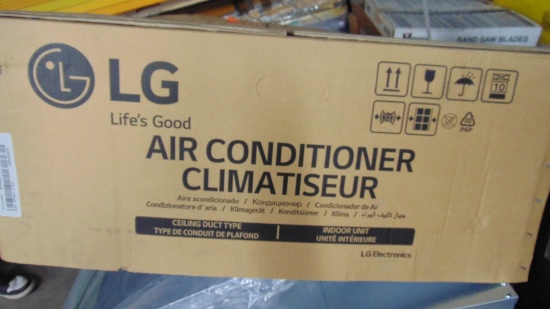 BAND SAW BLADES
LG
Life's Good
10
PAP
AIR CONDITIONER
CLIMATISEUR
Aire acondicionado / Кондиционер / Condicionador de Ar
Condizionatore d'aria / Klimagerät / Konditsioner / Klima / جهاز تكييف الهواء
CEILING DUCT TYPE
TYPE DE CONDUIT DE PLAFOND
INDOOR UNIT
UNITÉ INTÉRIEURE
LG Electronics